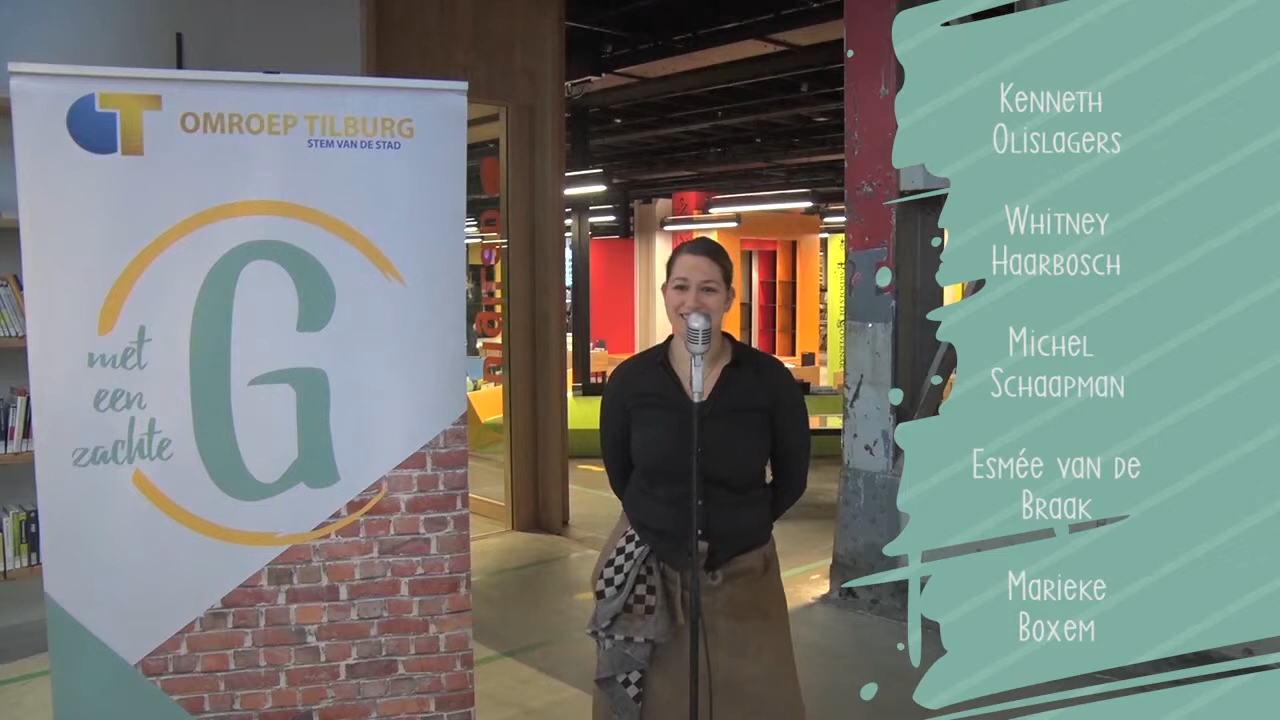 OMROEP TILBURG
STEM VAN DE STAD
met
een
zachte
G
Kenneth
Olislagers
Whitney
Haarbosch
Michel
Schaapman
Esmée van de
Braak
Marieke
Boxem